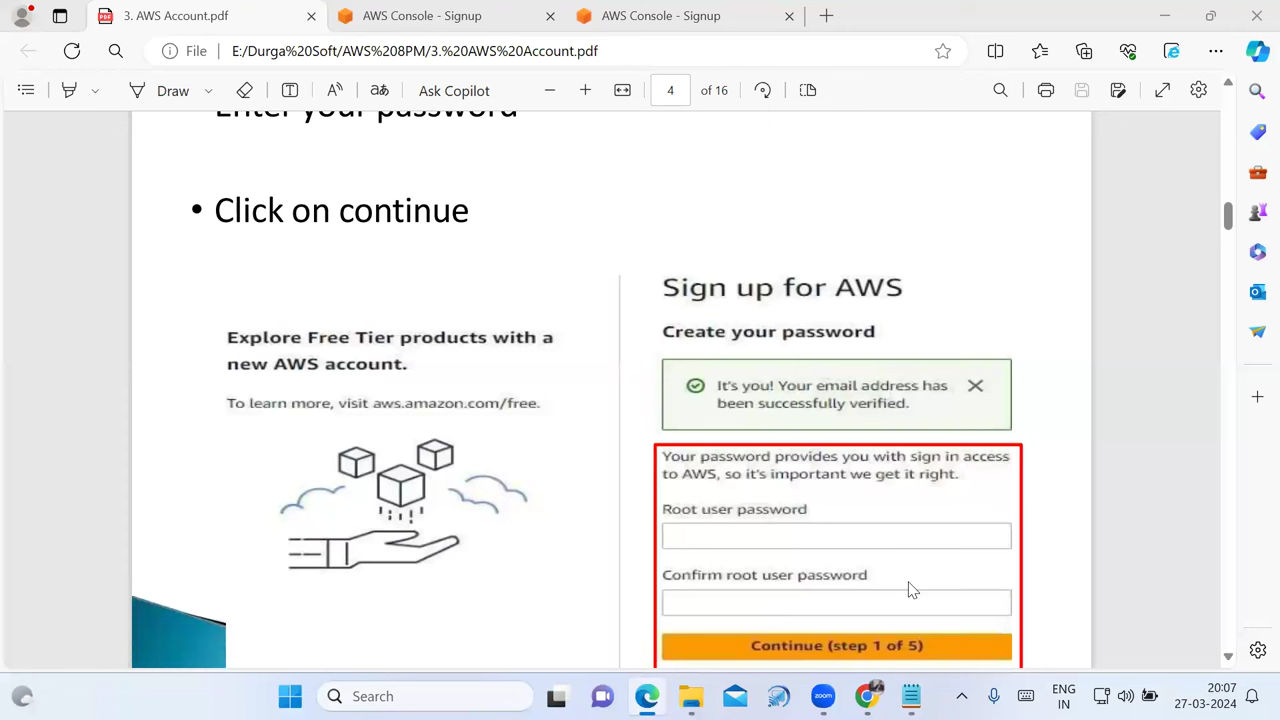 3. AWS Account.pdf
AWS Console - Signup
AWS Console - Signup
File
E:/Durga%20Soft/AWS%208PM/3.%20AWS%20Account.pdf
Draw
Ask Copilot
4 of 16
Enter your password
• Click on continue
Explore Free Tier products with a
new AWS account.
To learn more, visit aws.amazon.com/free.
Sign up for AWS
Create your password
It's you! Your email address has
been successfully verified.
Your password provides you with sign in access
to AWS, so it's important we get it right.
Root user password
Confirm root user password
Continue (step 1 of 5)
Search
zoom
ENG
IN
20:07
27-03-2024